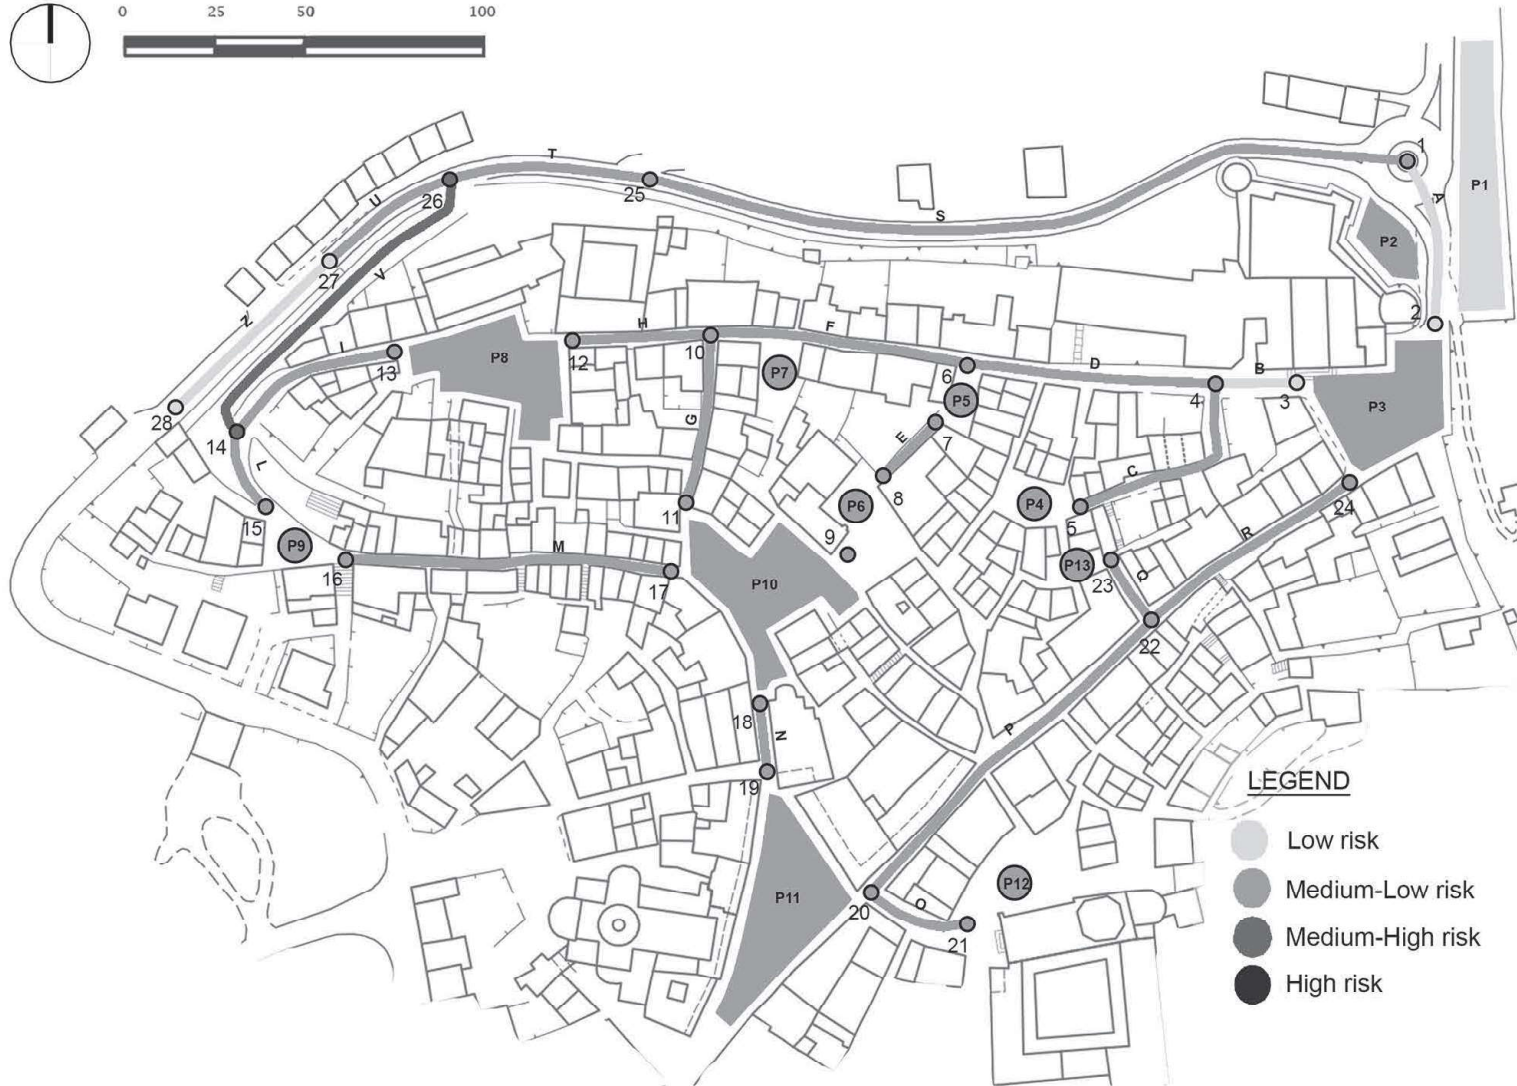 0 25 50 100
1
T
25
S
A
P1
26
U
P2
27
V
2
Z
H
F
12
10
I
13
P8
P7
6
D
B
4
3
28
P5
P3
G
E
7
14
L
C
8
11
P6
P4
5
24
15
9
R
P9
M
P13
16
17
P10
23
Q
22
18
N
P
19
LEGEND
Low risk
P12
P11
Medium-Low risk
20
O
21
Medium-High risk
High risk